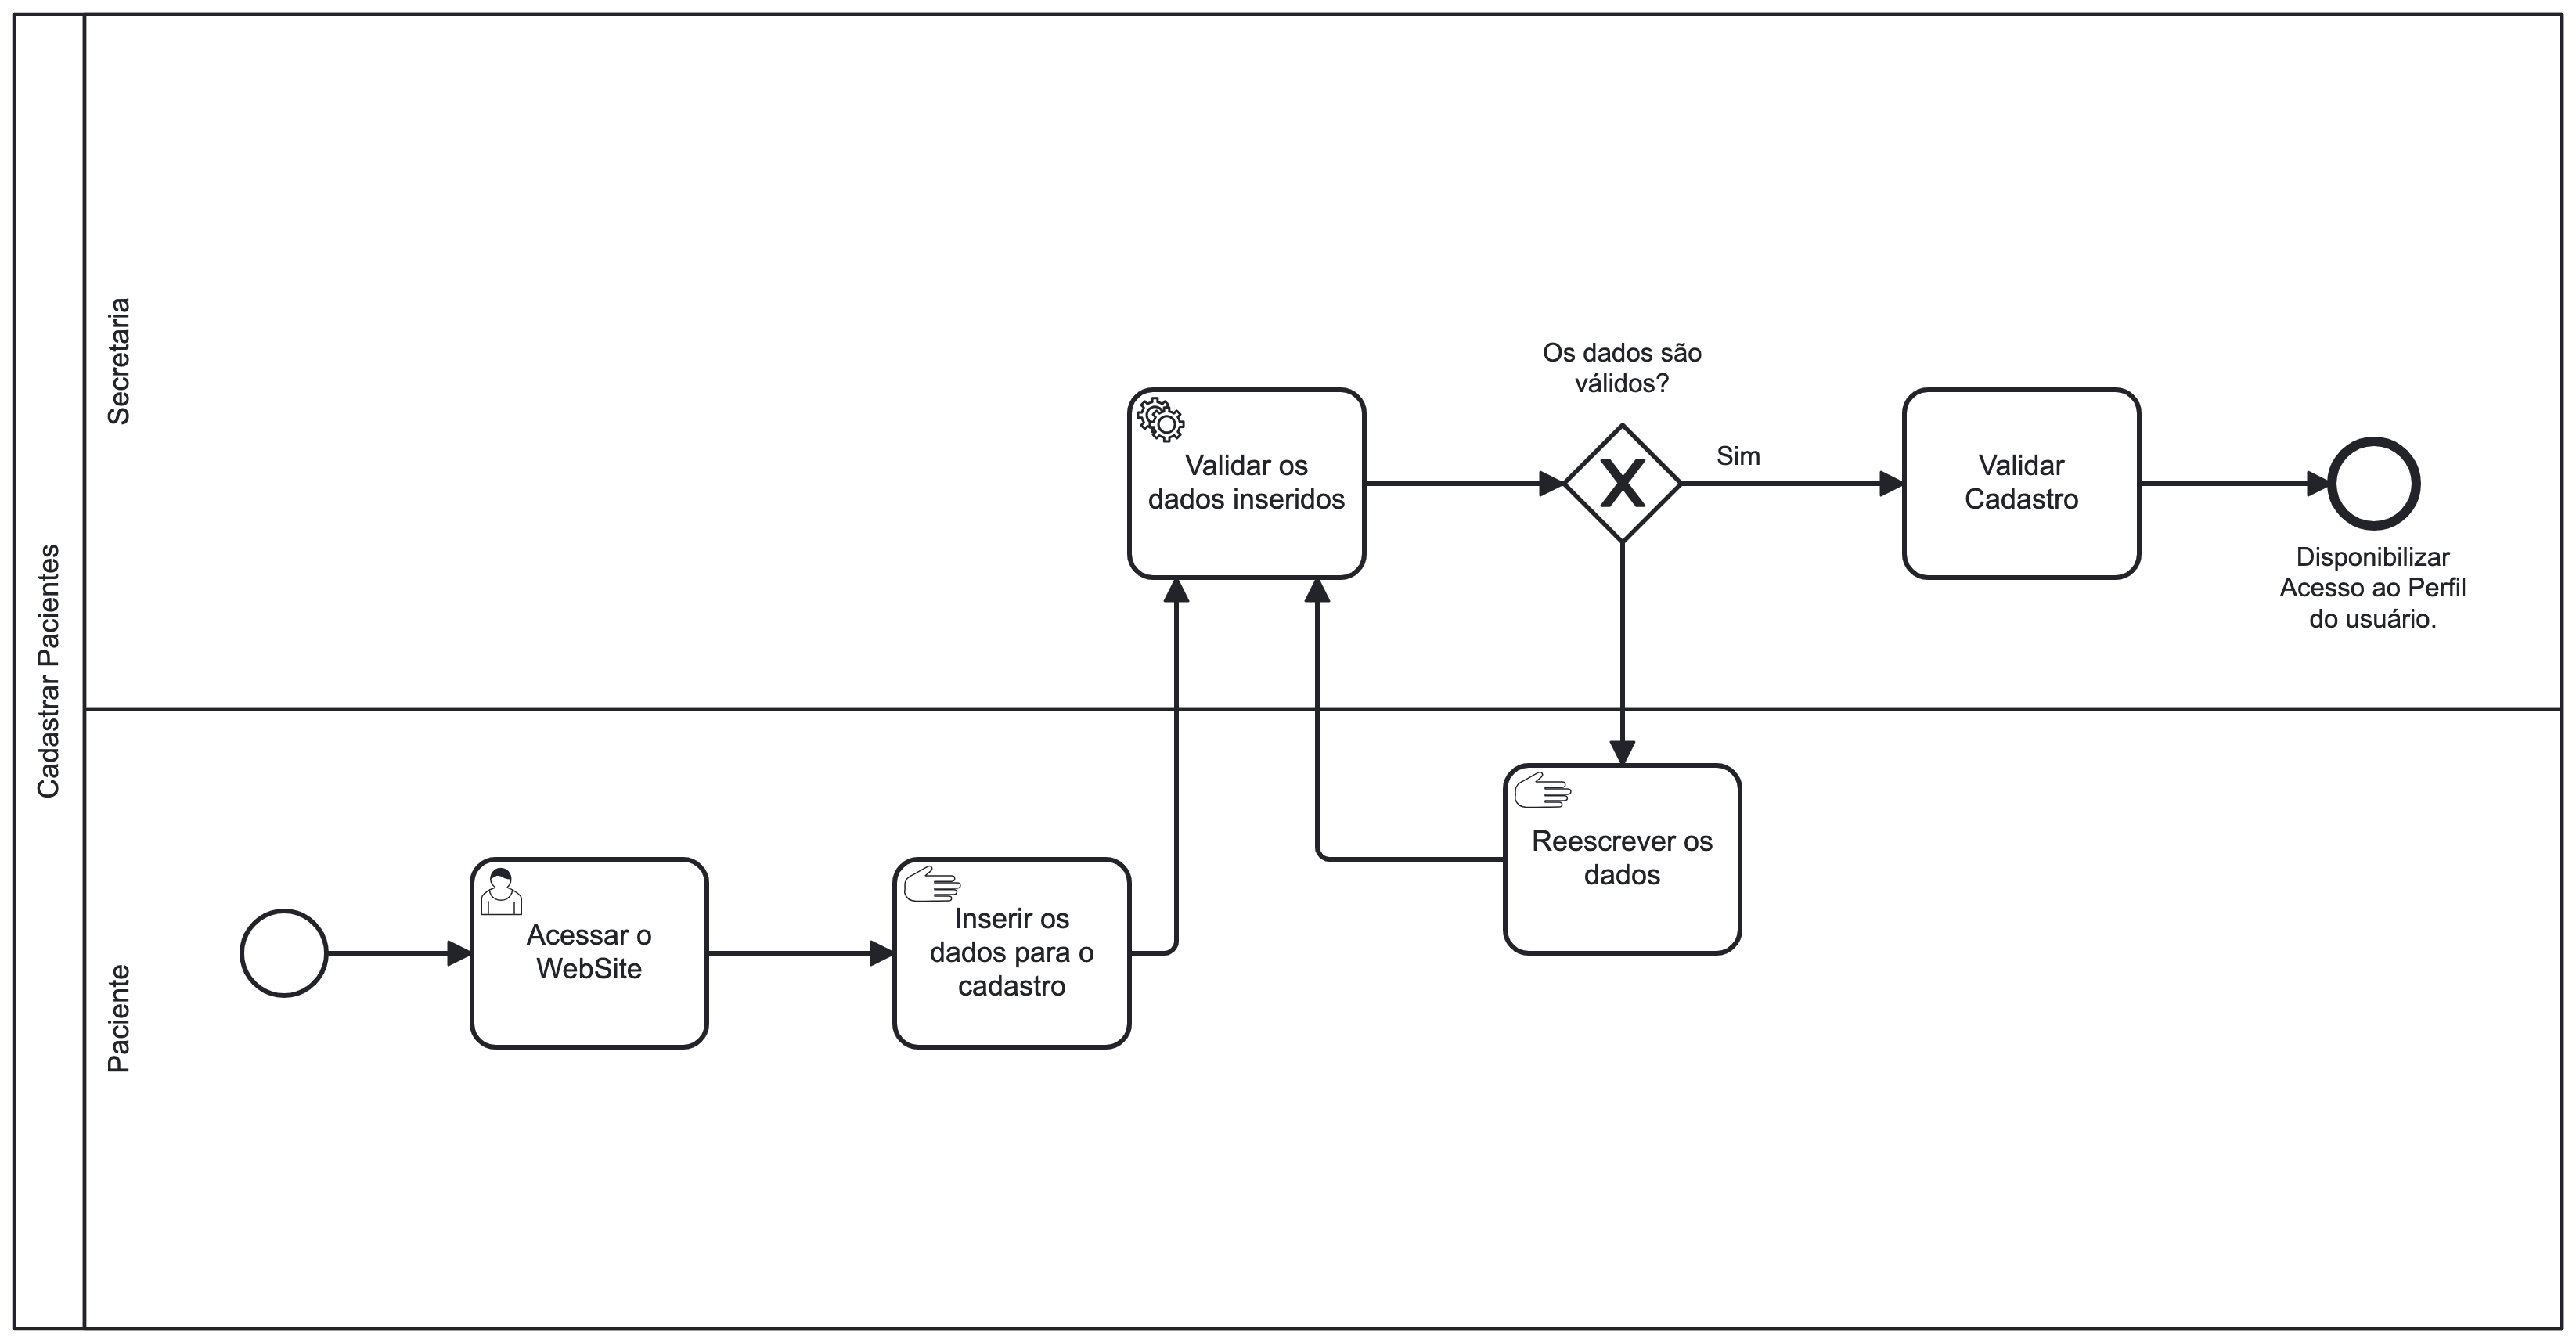 Cadastrar Pacientes
Secretaria
Os dados são
válidos?
Validar os
dados inseridos
Sim
Validar
Cadastro
Disponibilizar
Acesso ao Perfil
do usuário.
Paciente
Acessar o
WebSite
Inserir os
dados para o
cadastro
Reescrever os
dados